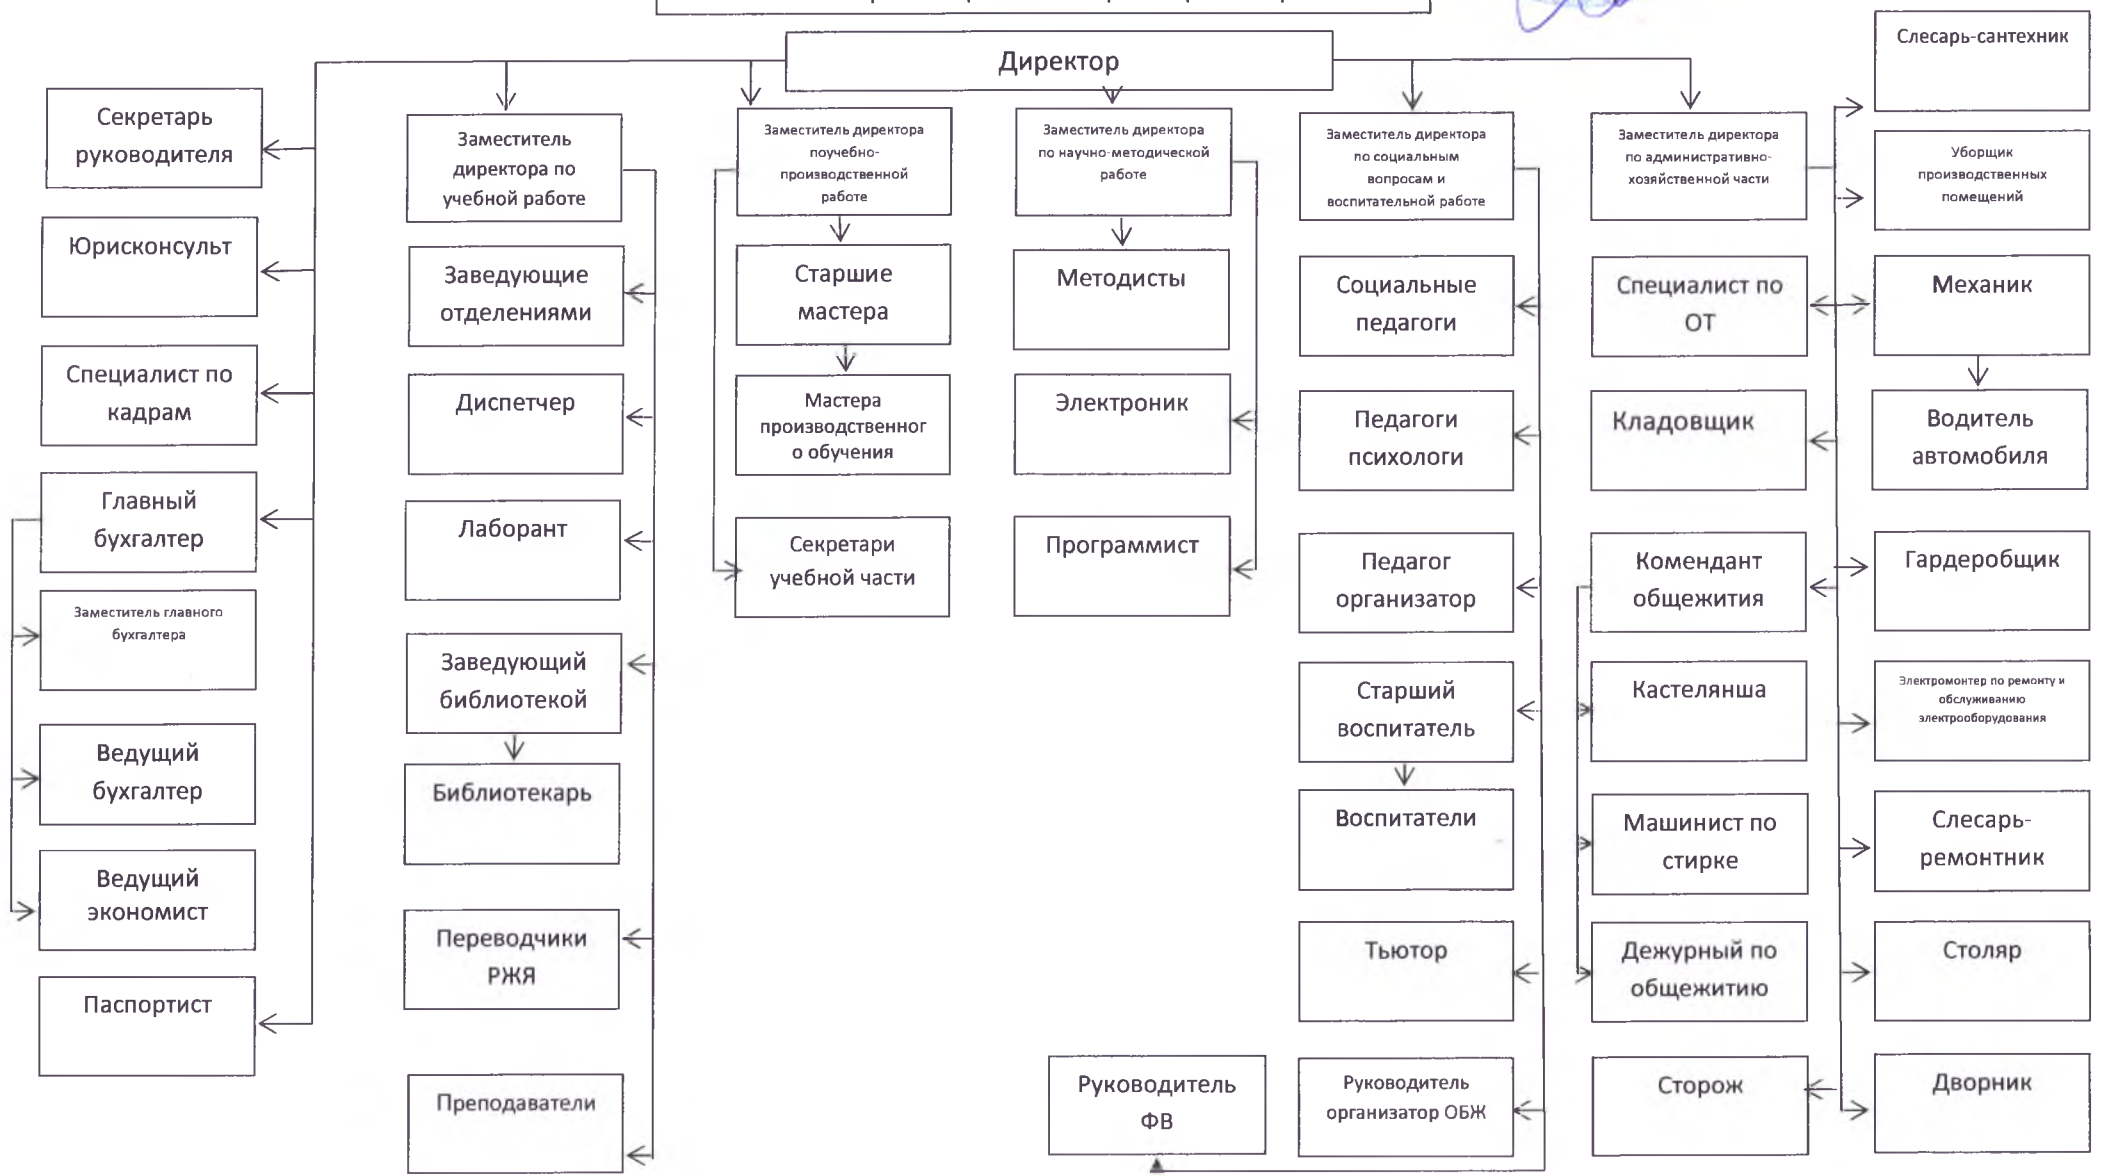 Директор
Секретарь
руководителя
Юрисконсульт
Специалист по
кадрам
Главный
бухгалтер
Заместитель главного
бухгалтера
Ведущий
бухгалтер
Ведущий
экономист
Паспортист
Заместитель
директора по
учебной работе
Заведующие
отделениями
Диспетчер
Лаборант
Заведующий
библиотекой
Библиотекарь
Переводчики
РЖЯ
Преподаватели
Заместитель директора
поучебно-
производственной
работе
Старшие
мастера
Мастера
производственног
о обучения
Секретари
учебной части
Заместитель директора
по научно-методической
работе
Методисты
Электроник
Программист
Руководитель
ФВ
Заместитель директора
по социальным
вопросам и
воспитательной работе
Социальные
педагоги
Педагоги
психологи
Педагог
организатор
Старший
воспитатель
Воспитатели
Тьютор
Руководитель
организатор ОБЖ
Заместитель директора
по административно-
хозяйственной части
Специалист по
ОТ
Кладовщик
Комендант
общежития
Кастелянша
Машинист по
стирке
Дежурный по
общежитию
Сторож
Слесарь-сантехник
Уборщик
производственных
помещений
Механик
Водитель
автомобиля
Гардеробщик
Электромонтер по ремонту и
обслуживанию
электрооборудования
Слесарь-
ремонтник
Столяр
Дворник